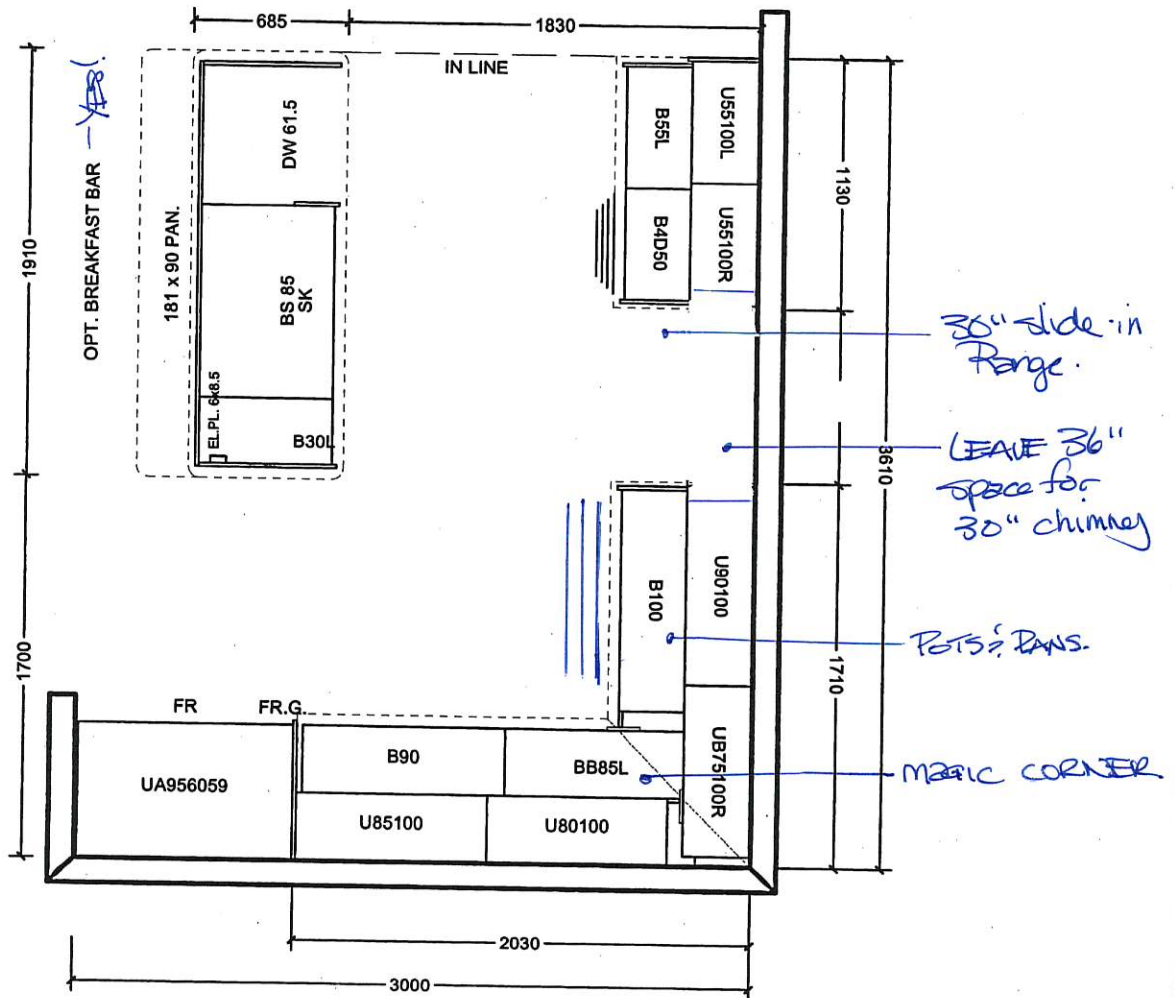 685
1830
IN LINE
OPT. BREAKFAST BAR
— YES!
1910
181 x 90 PAN.
DW 61.5
BS 85
SK
EL.PL. 6x8.5
B30L
B55L
U55100L
B4D50
U55100R
1130
30" slide-in
Range.
LEAVE 36"
space for
30" chimney
3610
B100
U90100
POTS & PANS.
1710
1700
FR
FR.G.
UA956059
B90
BB85L
UB75100R
MAGIC CORNER
U85100
U80100
2030
3000